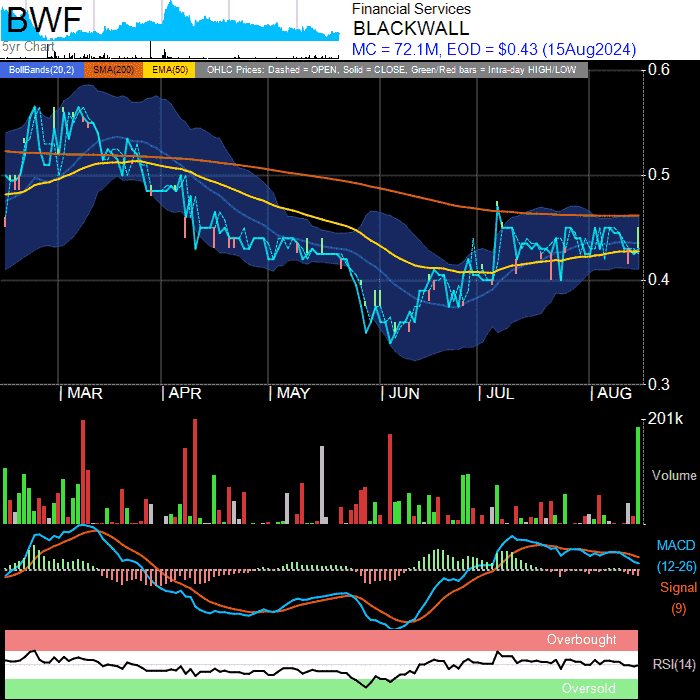 BWF
5yr Chart
Financial Services
BLACKWALL
MC = 72.1M, EOD = $0.43 (15Aug2024)
BollBands(20,2) SMA(200) EMA(50) OHLC Prices: Dashed = OPEN, Solid = CLOSE, Green/Red bars = Intra-day HIGH/LOW
0.6
0.5
0.4
0.3
| MAR | APR | MAY | JUN | JUL | AUG
201k
Volume
MACD
(12-26)
Signal
(9)
Overbought
RSI(14)
Oversold